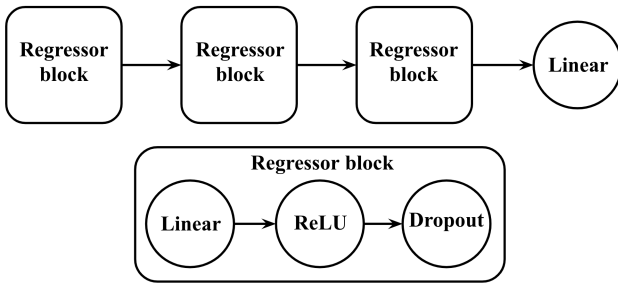 Regressor
block
Regressor
block
Regressor
block
Linear
Regressor block
Linear
ReLU
Dropout